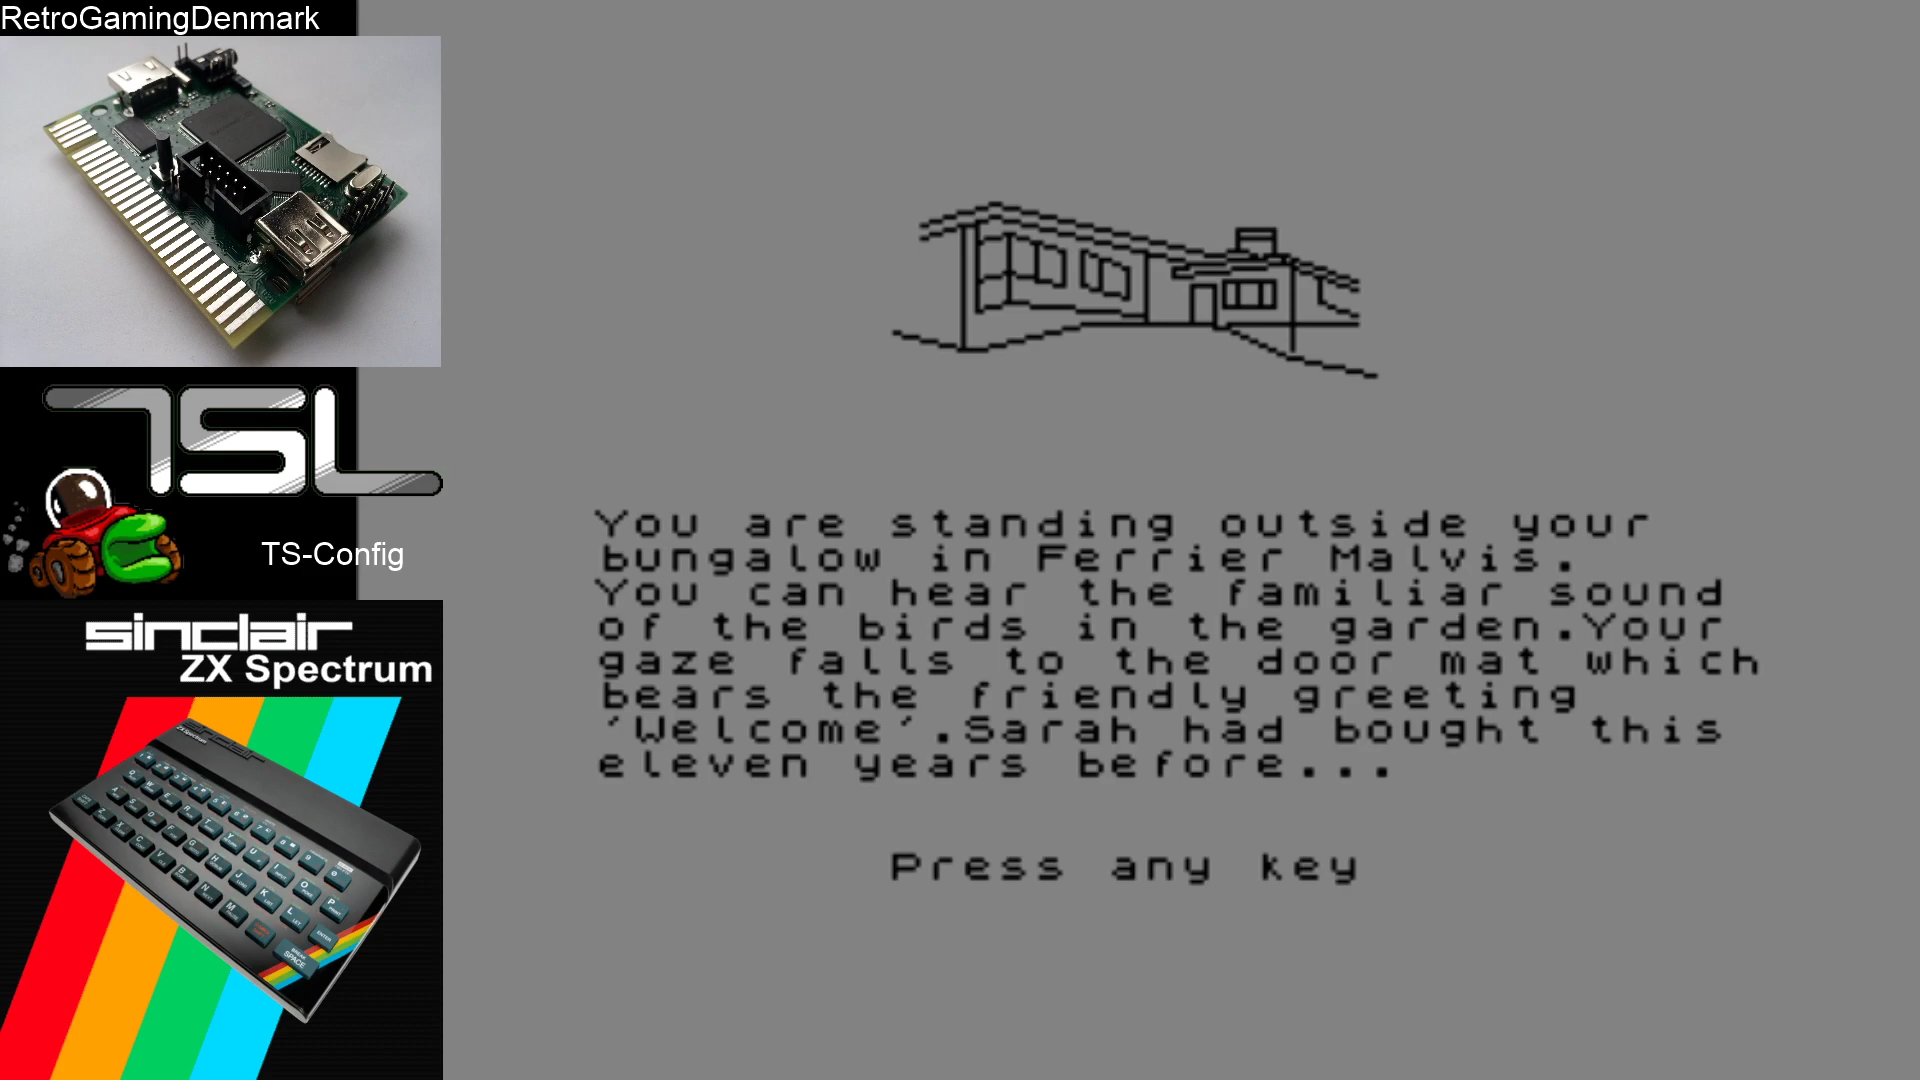 RetroGamingDenmark
TSL
TS-Config
sinclair
ZX Spectrum
You are standing outside your
bungalow in Ferrier Malvis.
You can hear the familiar sound
of the birds in the garden.Your
gaze falls to the door mat which
bears the friendly greeting
'Welcome'.Sarah had bought this
eleven years before...
Press any key